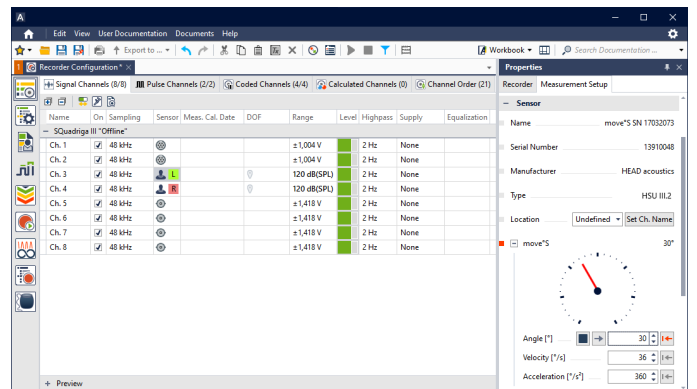 A
Edit View User Documentation Documents Help
Export to ... Workbook Search Documentation ...
1 Recorder Configuration* ×
Signal Channels (8/8) Pulse Channels (2/2) Coded Channels (4/4) Calculated Channels (0) Channel Order (21)
Name On Sampling Sensor Meas. Cal. Date DOF Range Level Highpass Supply Equalization
SQuadriga III "Offline"
Ch. 1 48 kHz ±1,004 V 2 Hz None
Ch. 2 48 kHz ±1,004 V 2 Hz None
Ch. 3 48 kHz L 120 dB(SPL) 2 Hz None
Ch. 4 48 kHz R 120 dB(SPL) 2 Hz None
Ch. 5 48 kHz ±1,418 V 2 Hz None
Ch. 6 48 kHz ±1,418 V 2 Hz None
Ch. 7 48 kHz ±1,418 V 2 Hz None
Ch. 8 48 kHz ±1,418 V 2 Hz None
+ Preview
Properties
Recorder Measurement Setup
− Sensor
Name move*S SN 17032073
Serial Number 13910048
Manufacturer HEAD acoustics
Type HSU III.2
Location Undefined Set Ch. Name
move*S 30°
Angle [°] 30
Velocity [°/s] 36
Acceleration [°/s²] 360